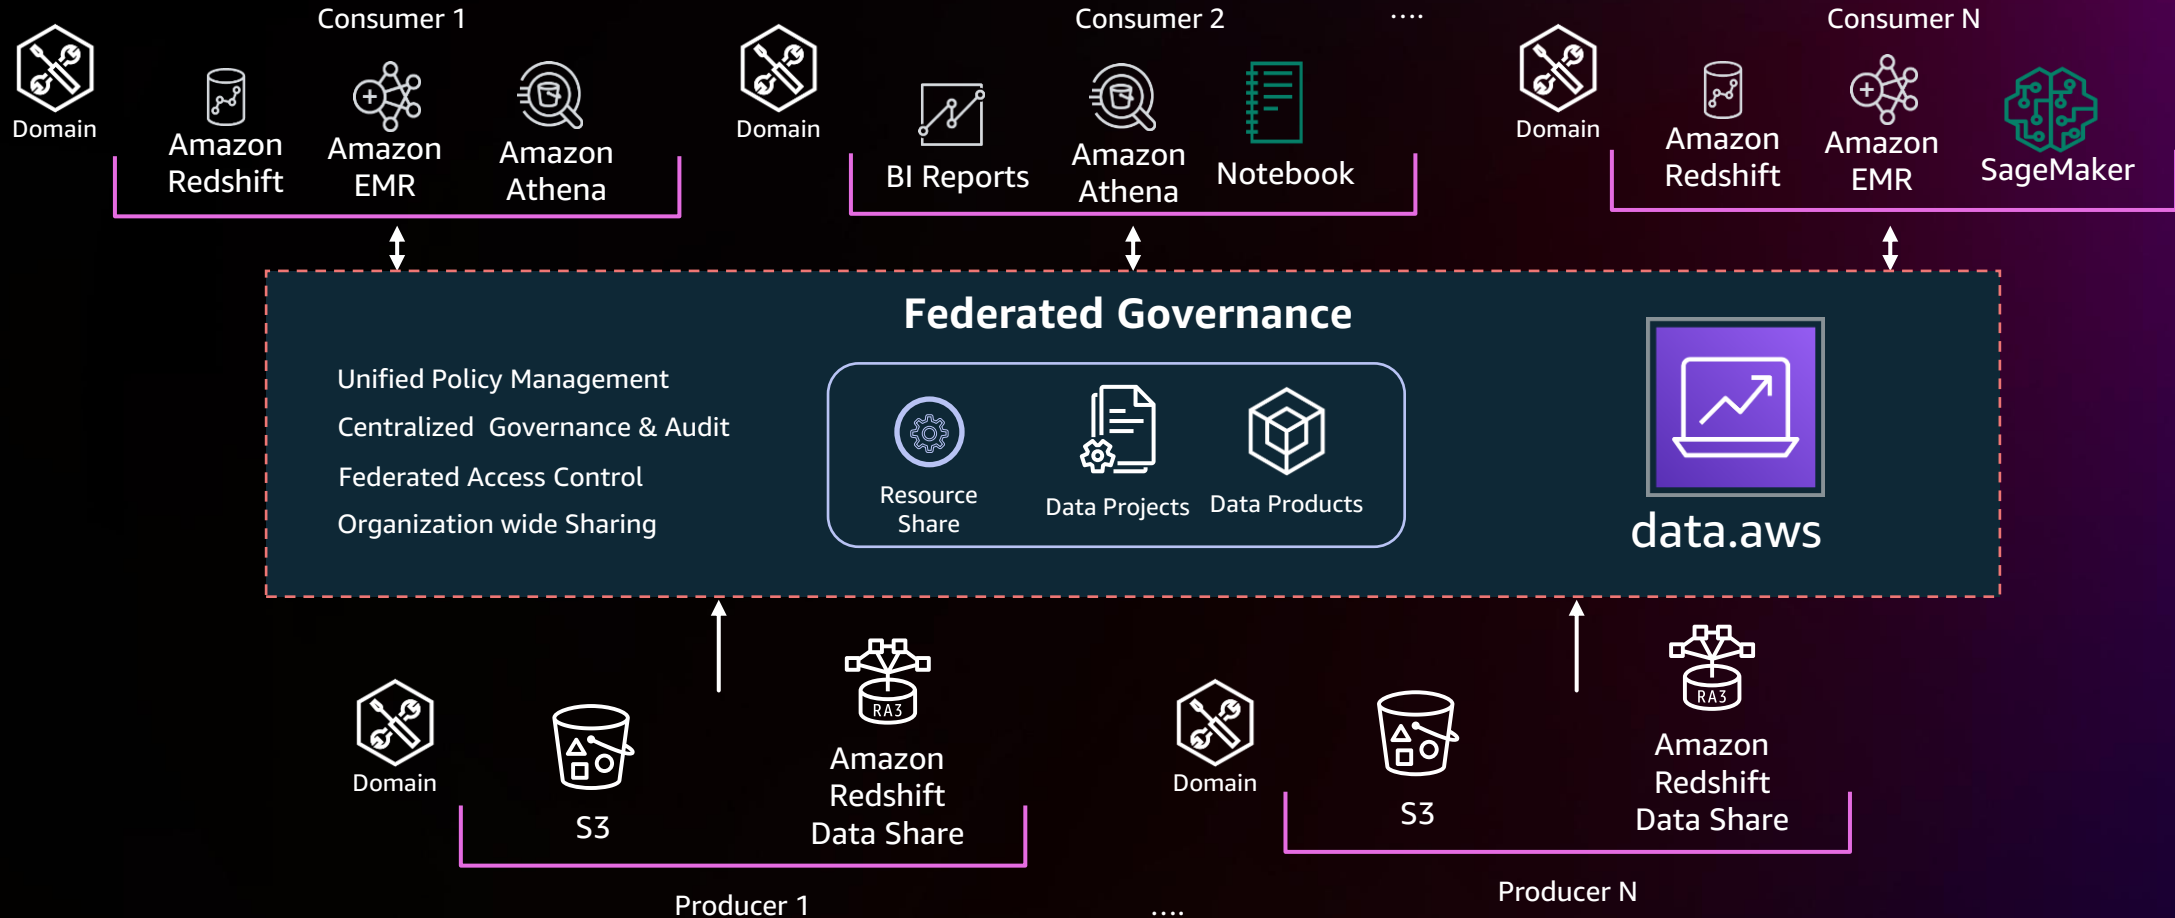 Consumer 1
Consumer 2
....
Consumer N
Domain
Amazon
Redshift
Amazon
EMR
Amazon
Athena
Domain
BI Reports
Amazon
Athena
Notebook
Domain
Amazon
Redshift
Amazon
EMR
SageMaker
Federated Governance
Unified Policy Management
Centralized Governance & Audit
Federated Access Control
Organization wide Sharing
Resource
Share
Data Projects
Data Products
data.aws
Domain
S3
RA3
Amazon
Redshift
Data Share
Producer 1
....
Domain
S3
RA3
Amazon
Redshift
Data Share
Producer N